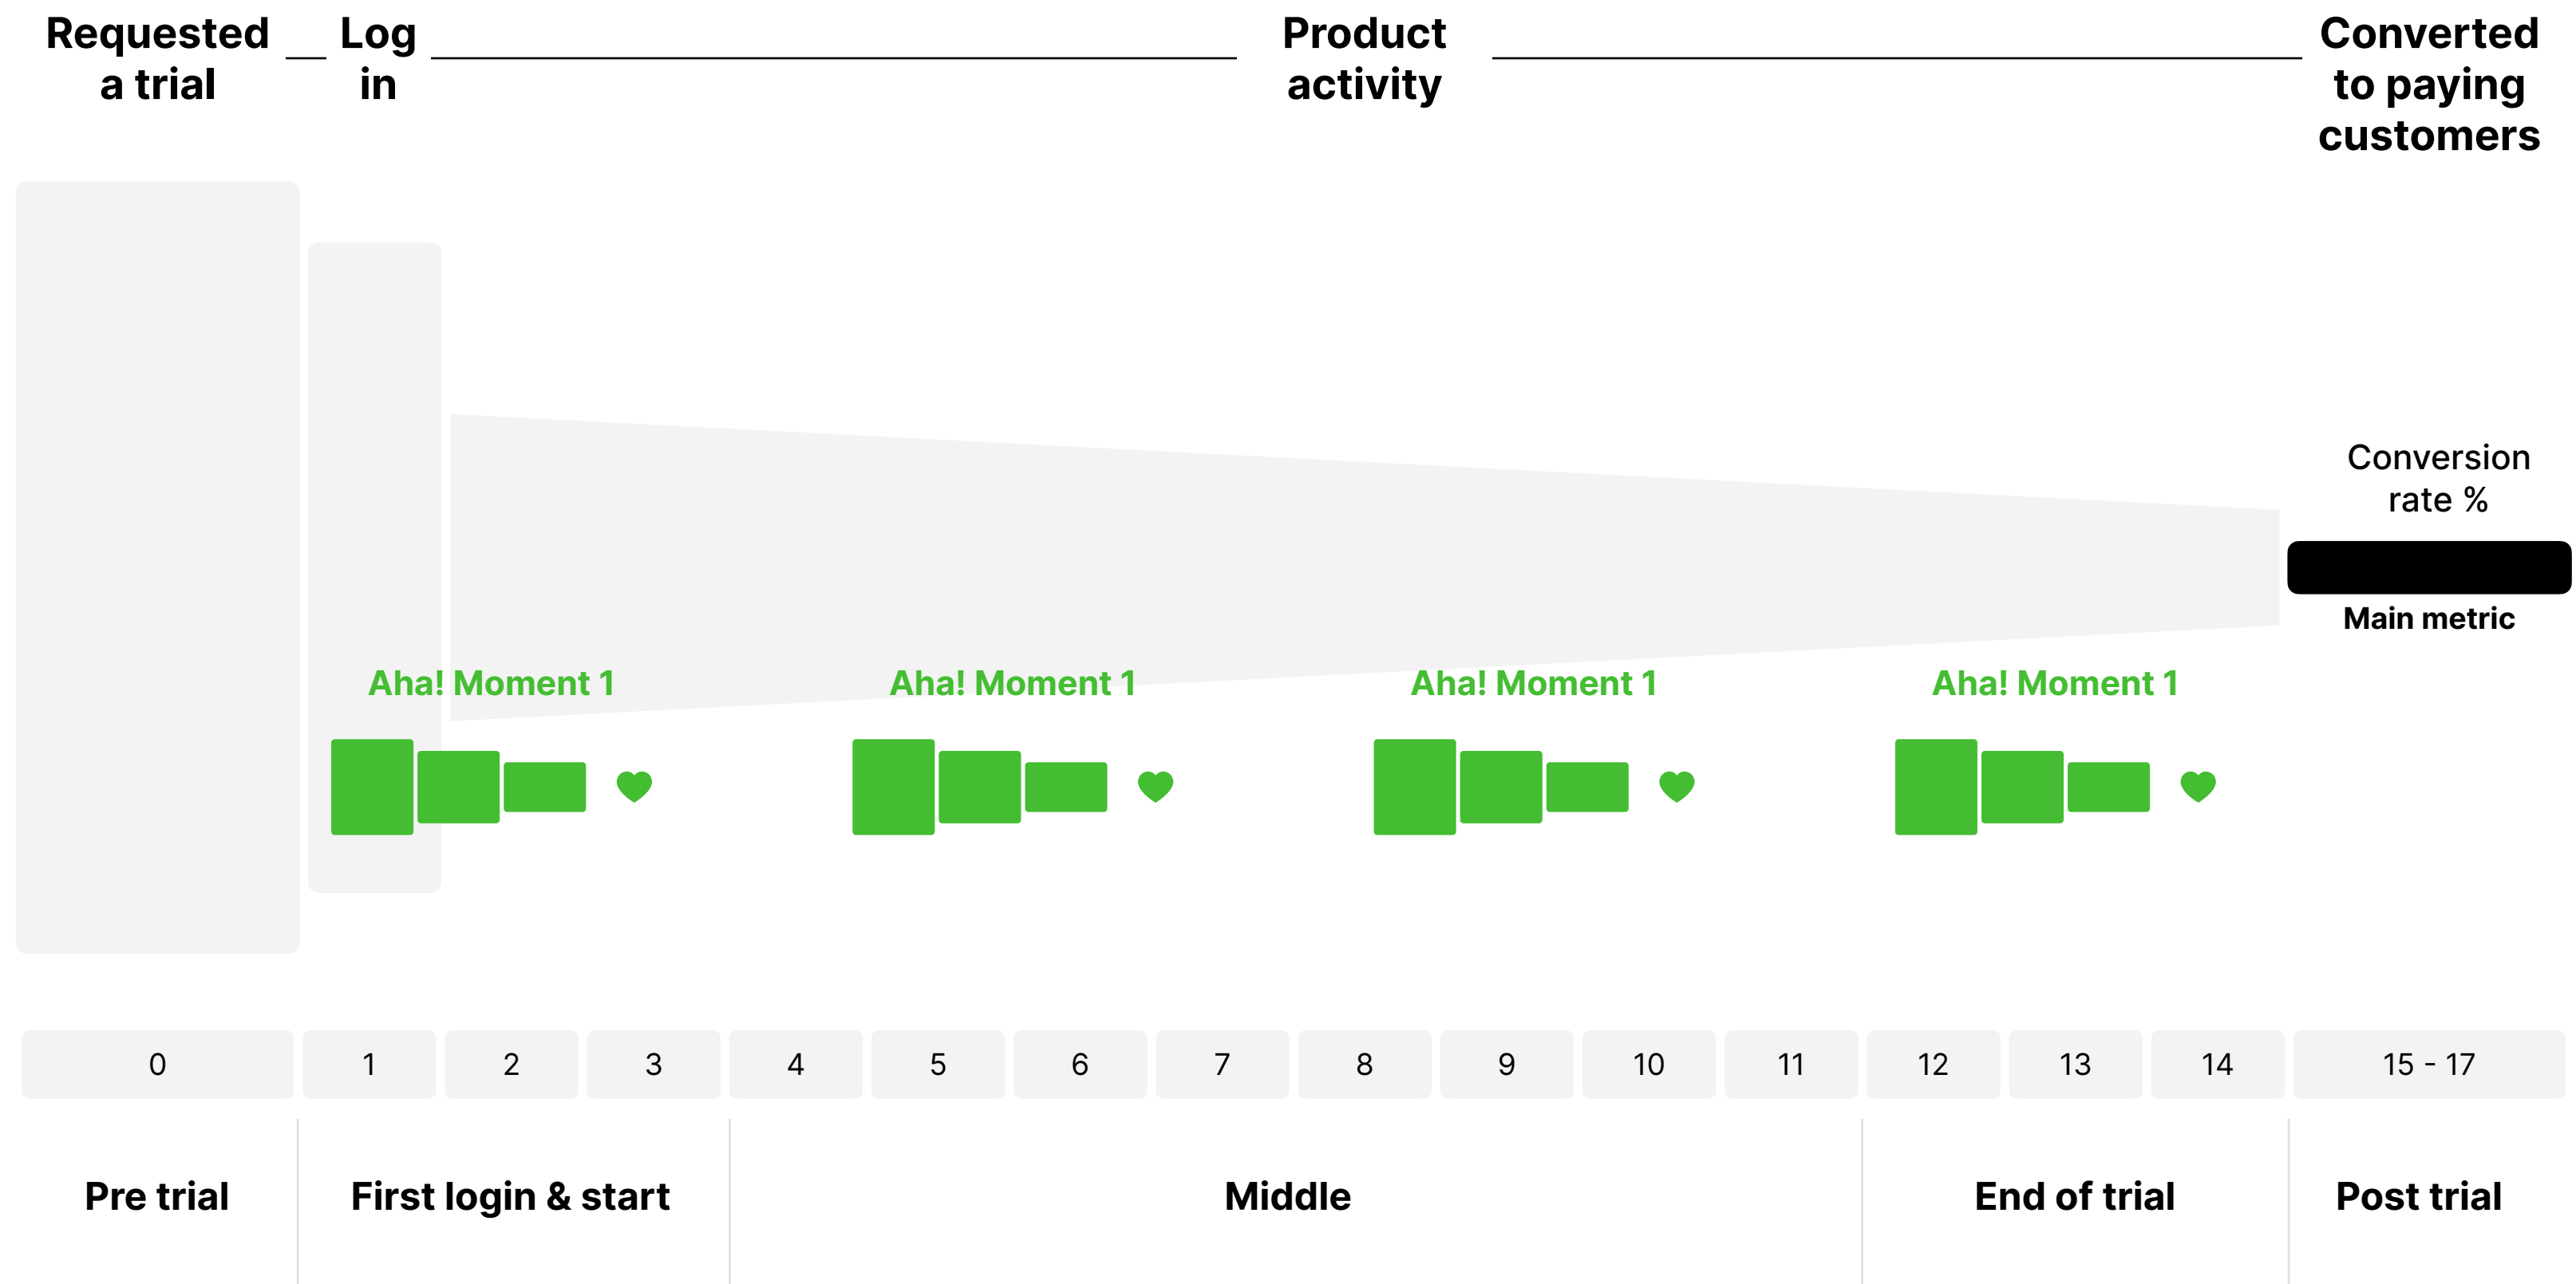 Requested
a trial
Log
in
Product
activity
Converted
to paying
customers
Conversion
rate %
Main metric
Aha! Moment 1
Aha! Moment 1
Aha! Moment 1
Aha! Moment 1
0
1
2
3
4
5
6
7
8
9
10
11
12
13
14
15 - 17
Pre trial
First login & start
Middle
End of trial
Post trial